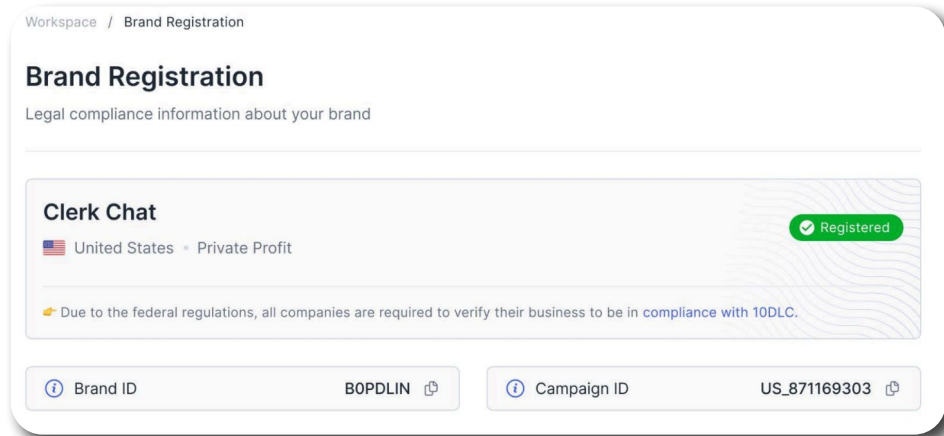 Workspace / Brand Registration
Brand Registration
Legal compliance information about your brand
Clerk Chat
Registered
United States • Private Profit
👉 Due to the federal regulations, all companies are required to verify their business to be in compliance with 10DLC.
Brand ID B0PDLIN
Campaign ID US_871169303